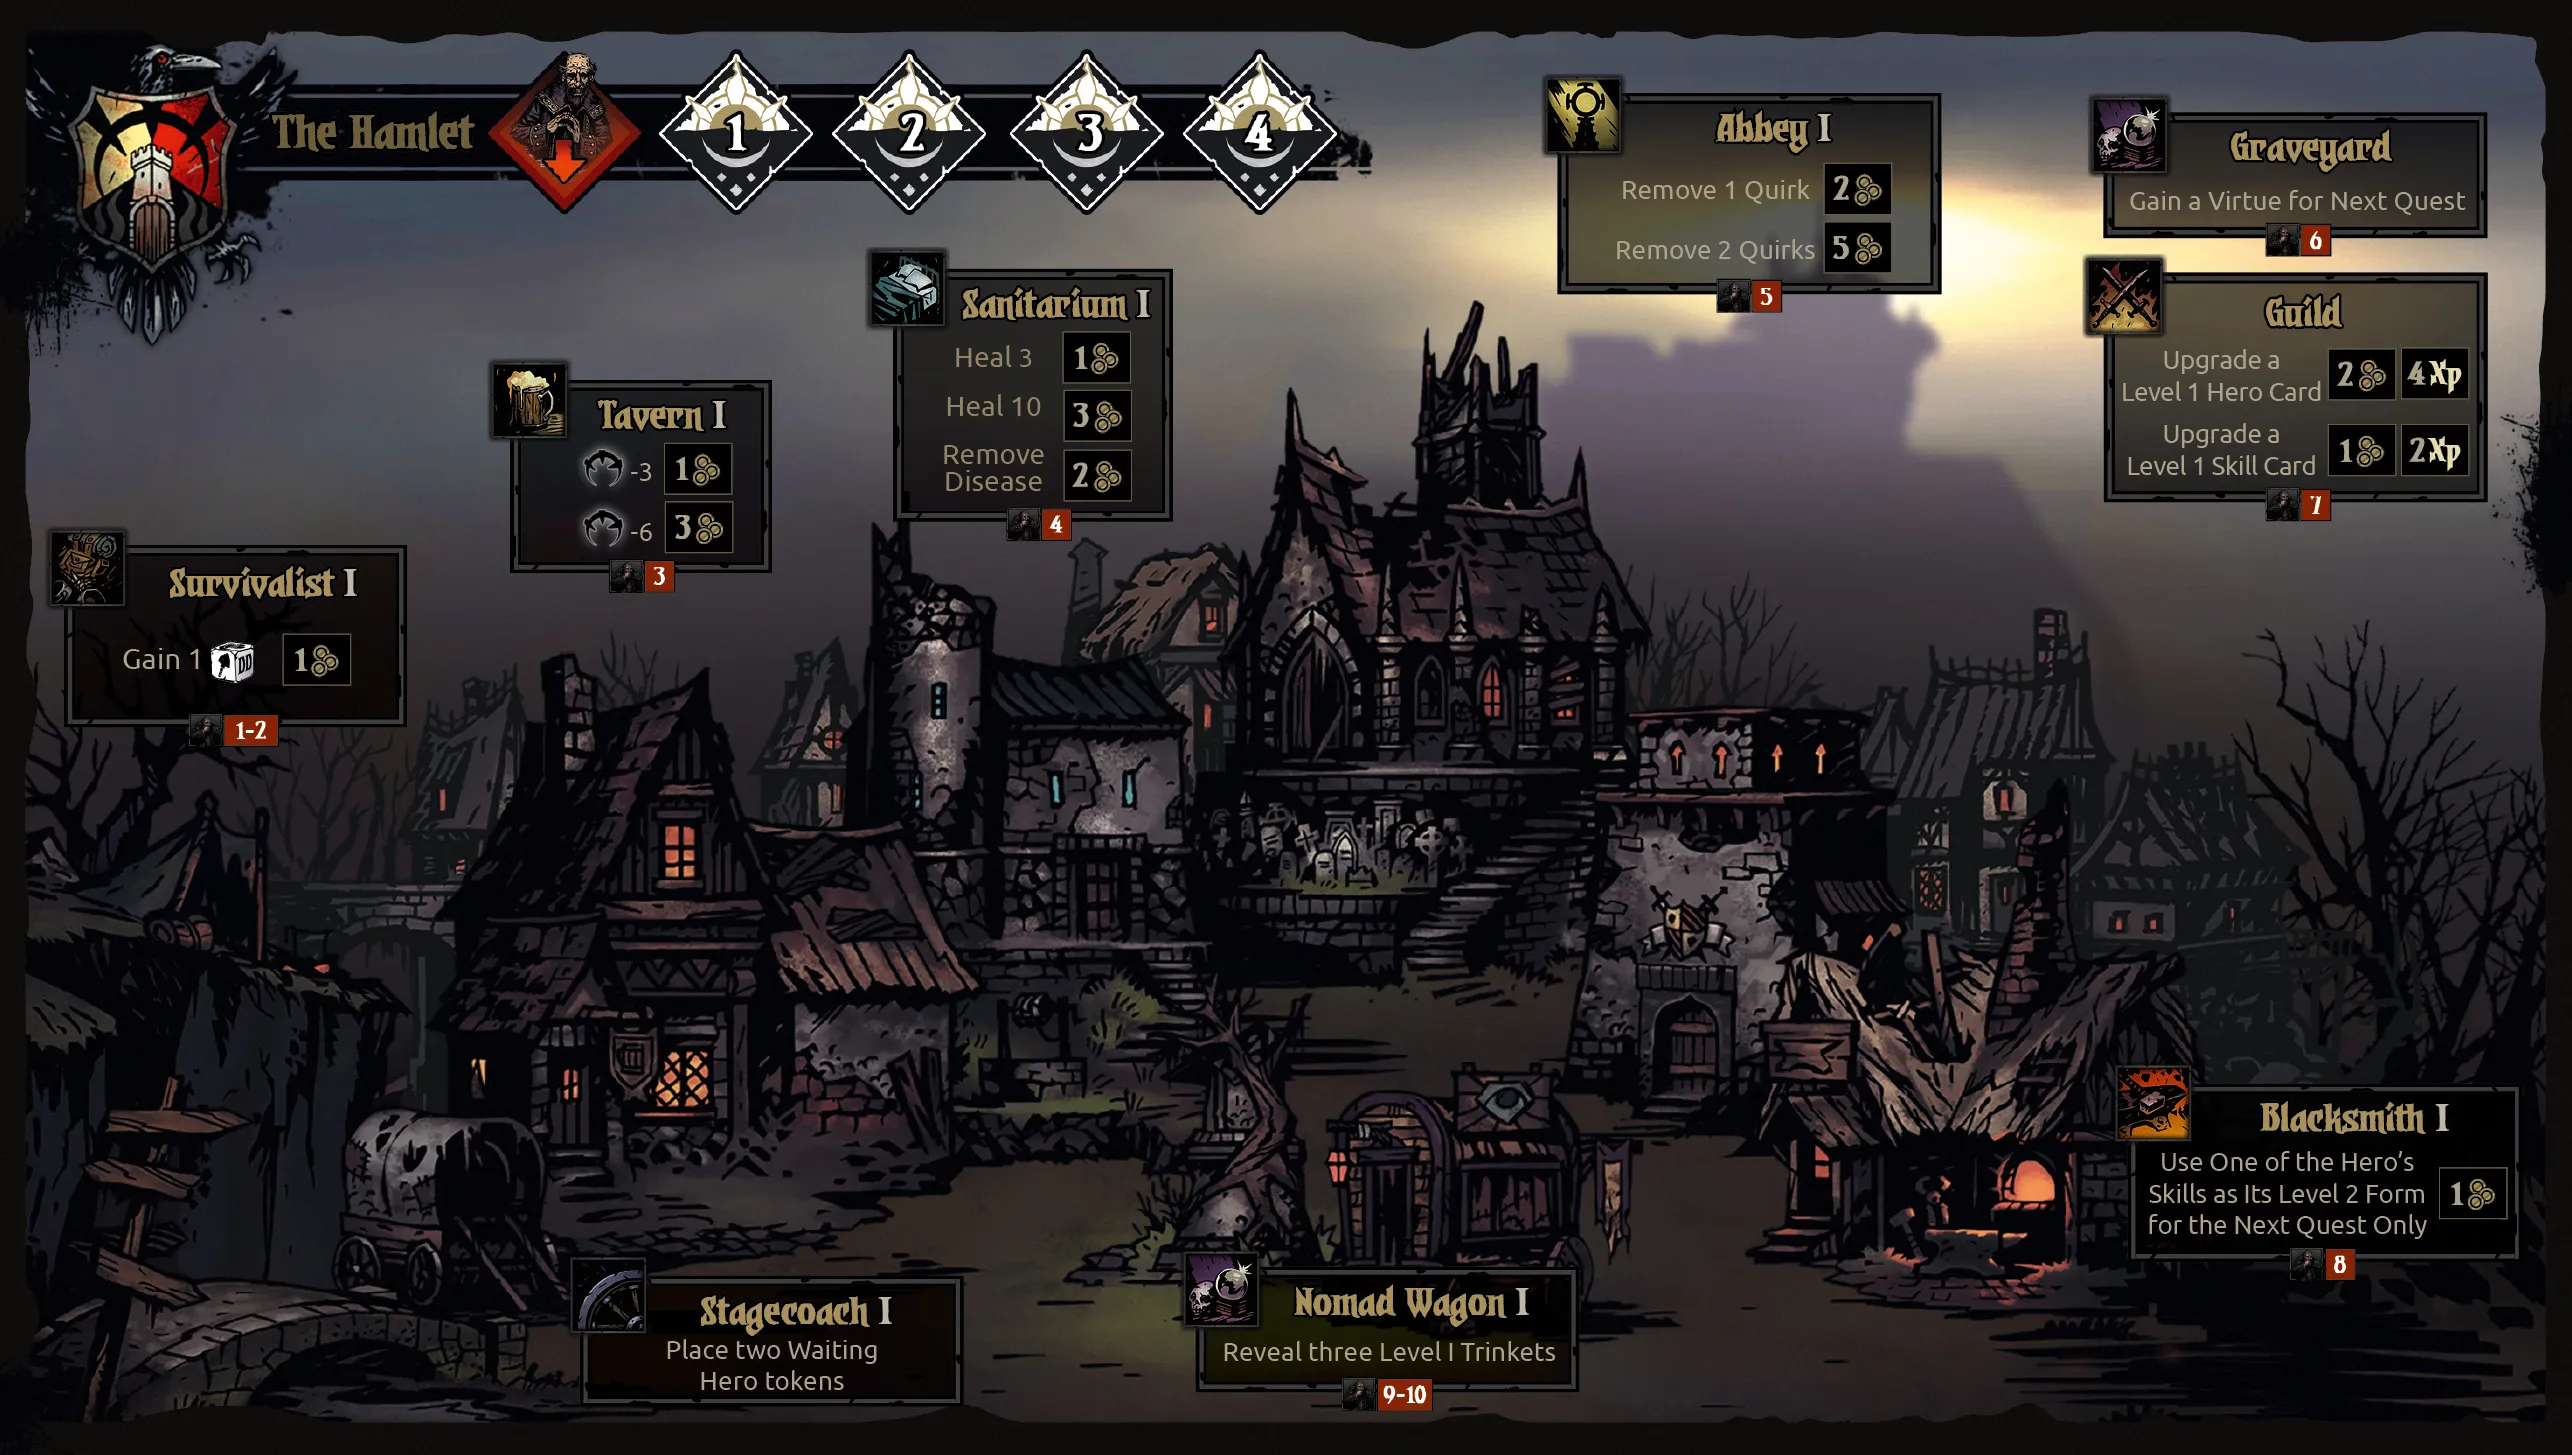 The Hamlet
1
2
3
4
Abbey I
Remove 1 Quirk 2
Remove 2 Quirks 5
5
Graveyard
Gain a Virtue for Next Quest
6
Guild
Upgrade a
Level 1 Hero Card 2 4 Xp
Upgrade a
Level 1 Skill Card 1 2 Xp
7
Sanitarium I
Heal 3 1
Heal 10 3
Remove
Disease 2
4
Tavern I
-3 1
-6 3
3
Survivalist I
Gain 1 DD 1
1-2
Blacksmith I
Use One of the Hero’s
Skills as Its Level 2 Form 1
for the Next Quest Only
8
Stagecoach I
Place two Waiting
Hero tokens
Nomad Wagon I
Reveal three Level I Trinkets
9-10